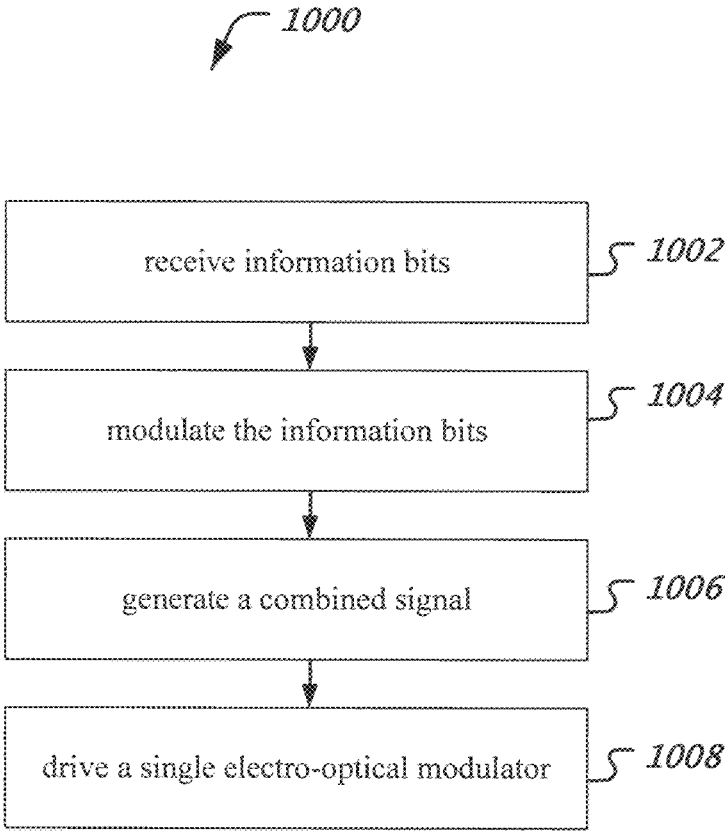 1000
receive information bits
1002
modulate the information bits
1004
generate a combined signal
1006
drive a single electro-optical modulator
1008